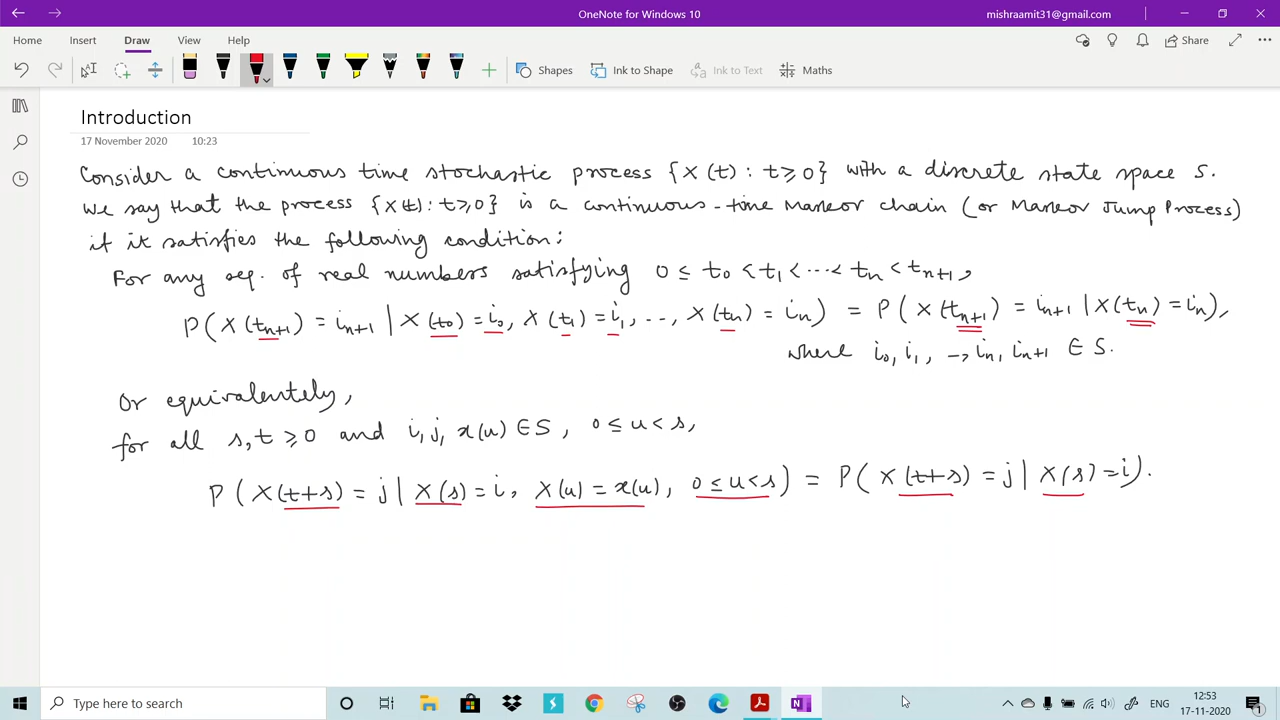 OneNote for Windows 10
mishraamit31@gmail.com
Home Insert Draw View Help
Share
Shapes Ink to Shape Ink to Text Maths
Introduction
17 November 2020 10:23
Consider a continuous time stochastic process {X(t) : t ≥ 0} with a discrete state space S.
We say that the process {X(t) : t ≥ 0} is a continuous-time Markov chain (or Markov Jump Process)
if it satisfies the following condition:
For any seq. of real numbers satisfying 0 ≤ t₀ < t₁ < ... < tₙ < tₙ₊₁,
P(X(tₙ₊₁) = iₙ₊₁ | X(t₀) = i₀, X(t₁) = i₁, ..., X(tₙ) = iₙ) = P(X(tₙ₊₁) = iₙ₊₁ | X(tₙ) = iₙ),
where i₀, i₁, ..., iₙ, iₙ₊₁ ∈ S.
Or equivalentely,
for all s, t ≥ 0 and i, j, x(u) ∈ S, 0 ≤ u < s,
P(X(t+s) = j | X(s) = i, X(u) = x(u), 0 ≤ u < s) = P(X(t+s) = j | X(s) = i).
Type here to search
ENG
12:53
17-11-2020
1